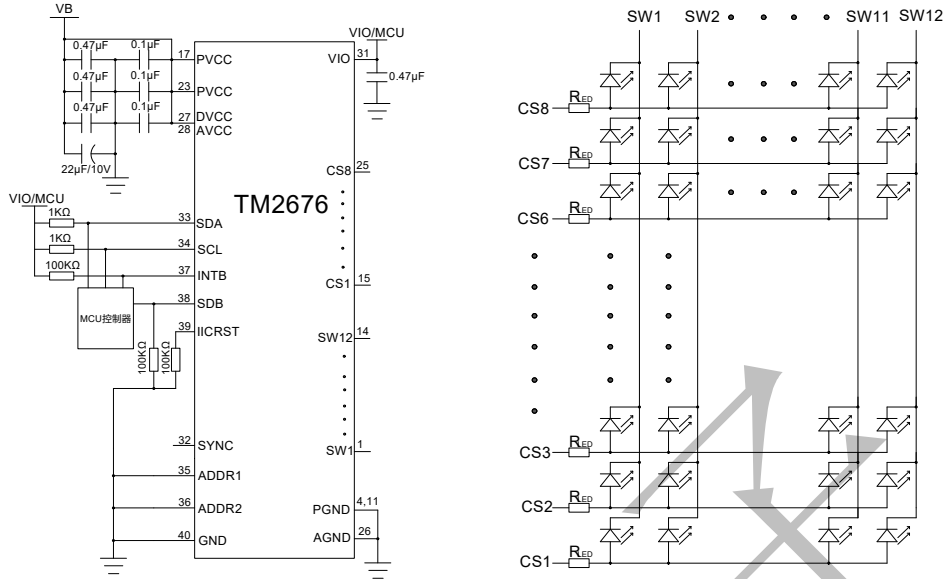 VB
0.47μF
0.1μF
17
PVCC
0.47μF
0.1μF
23
PVCC
0.47μF
0.1μF
27
DVCC
28
AVCC
22μF/10V
VIO/MCU
VIO
31
0.47μF
CS8
25
TM2676
VIO/MCU
1KΩ
33
SDA
1KΩ
34
SCL
100KΩ
37
INTB
CS1
15
MCU控制器
38
SDB
39
IICRST
100KΩ
100KΩ
SW12
14
32
SYNC
SW1
1
35
ADDR1
36
ADDR2
PGND
4,11
40
GND
AGND
26
SW1 SW2 SW11 SW12
CS8 RED
CS7 RED
CS6 RED
CS3 RED
CS2 RED
CS1 RED